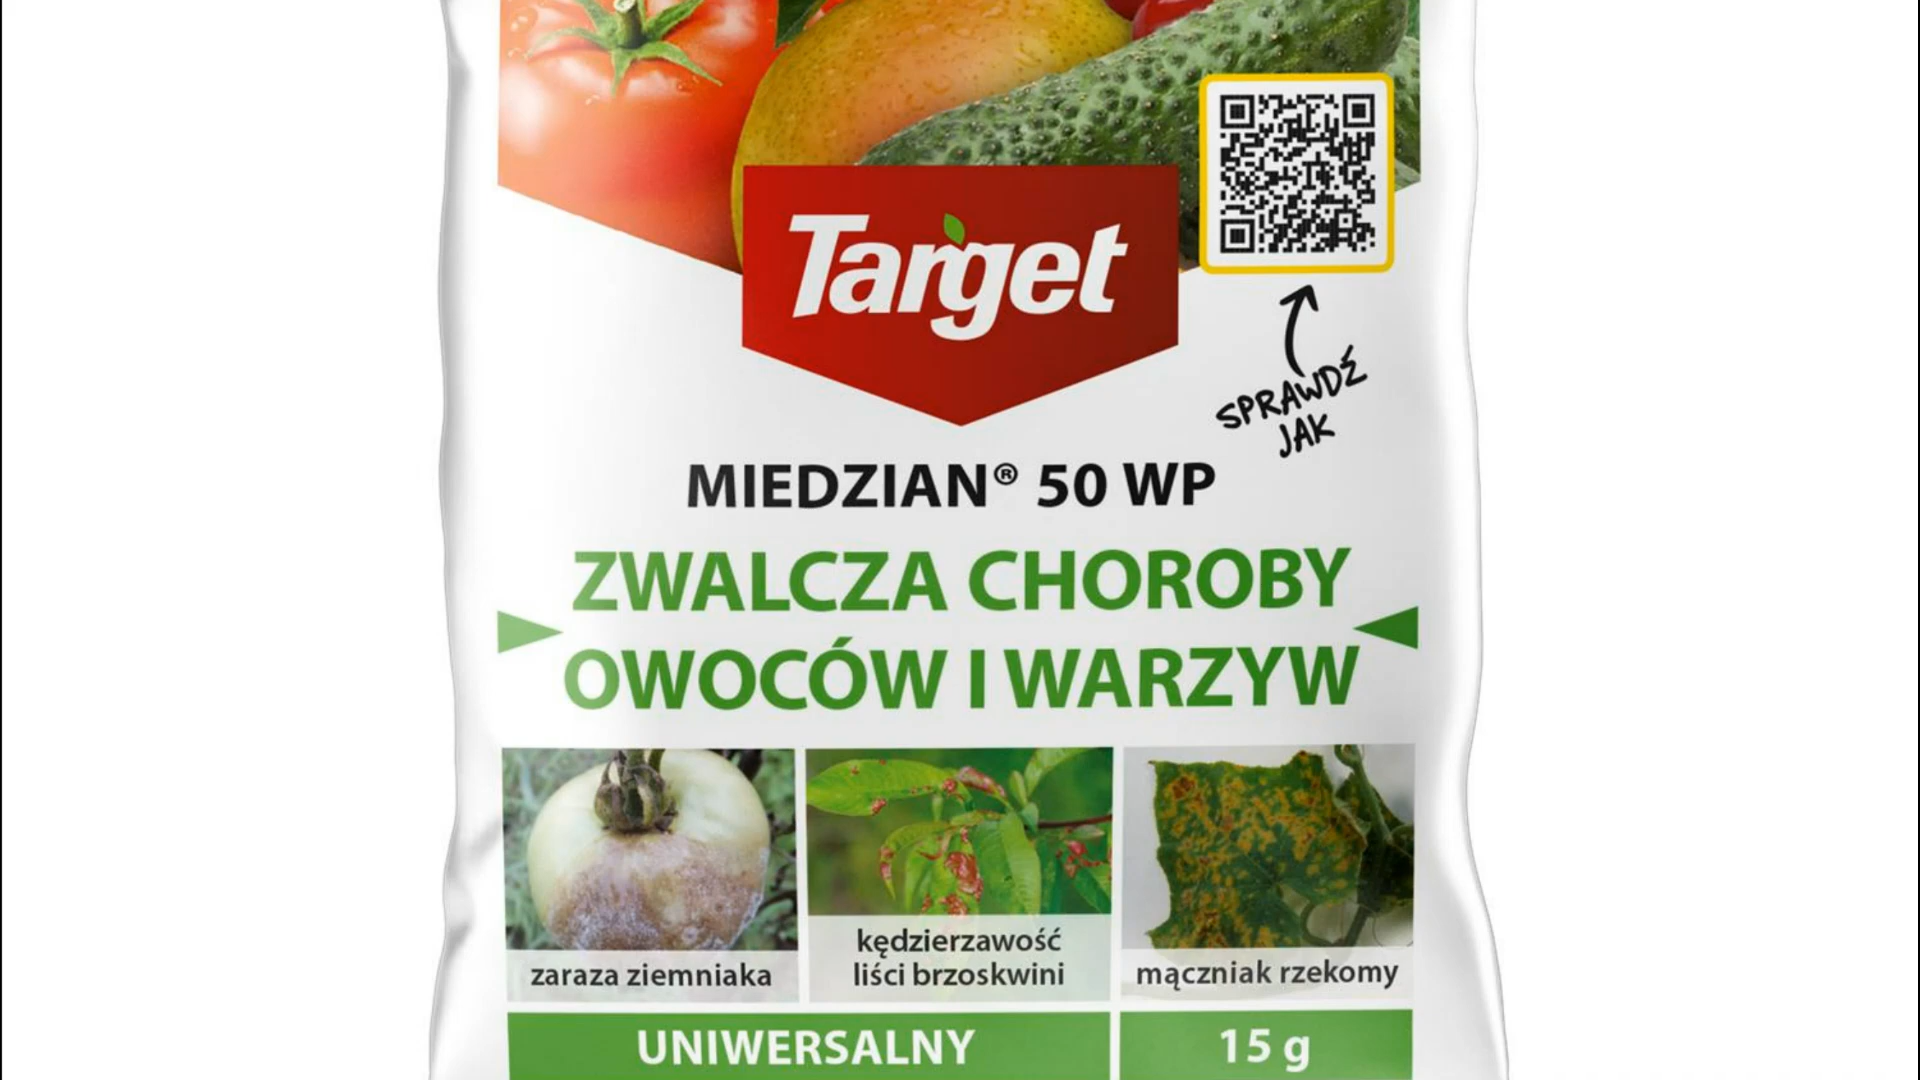 Target
SPRAWDŹ
JAK
MIEDZIAN® 50 WP
ZWALCZA CHOROBY
OWOCÓW I WARZYW
zaraza ziemniaka
kędzierzawość
liści brzoskwini
mączniak rzekomy
UNIWERSALNY
15 g